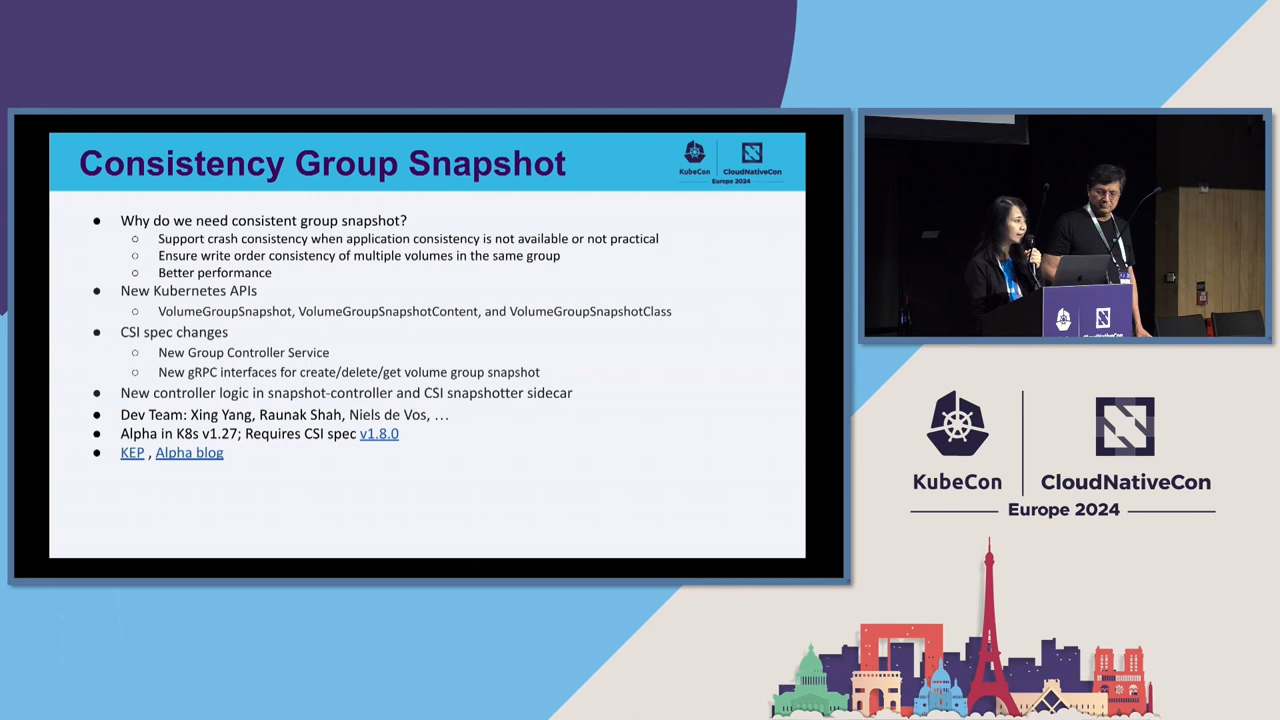 Consistency Group Snapshot
KubeCon
CloudNativeCon
Europe 2024
● Why do we need consistent group snapshot?
○ Support crash consistency when application consistency is not available or not practical
○ Ensure write order consistency of multiple volumes in the same group
○ Better performance
● New Kubernetes APIs
○ VolumeGroupSnapshot, VolumeGroupSnapshotContent, and VolumeGroupSnapshotClass
● CSI spec changes
○ New Group Controller Service
○ New gRPC interfaces for create/delete/get volume group snapshot
● New controller logic in snapshot-controller and CSI snapshotter sidecar
● Dev Team: Xing Yang, Raunak Shah, Niels de Vos, …
● Alpha in K8s v1.27; Requires CSI spec v1.8.0
● KEP , Alpha blog
KubeCon
CloudNativeCon
Europe 2024